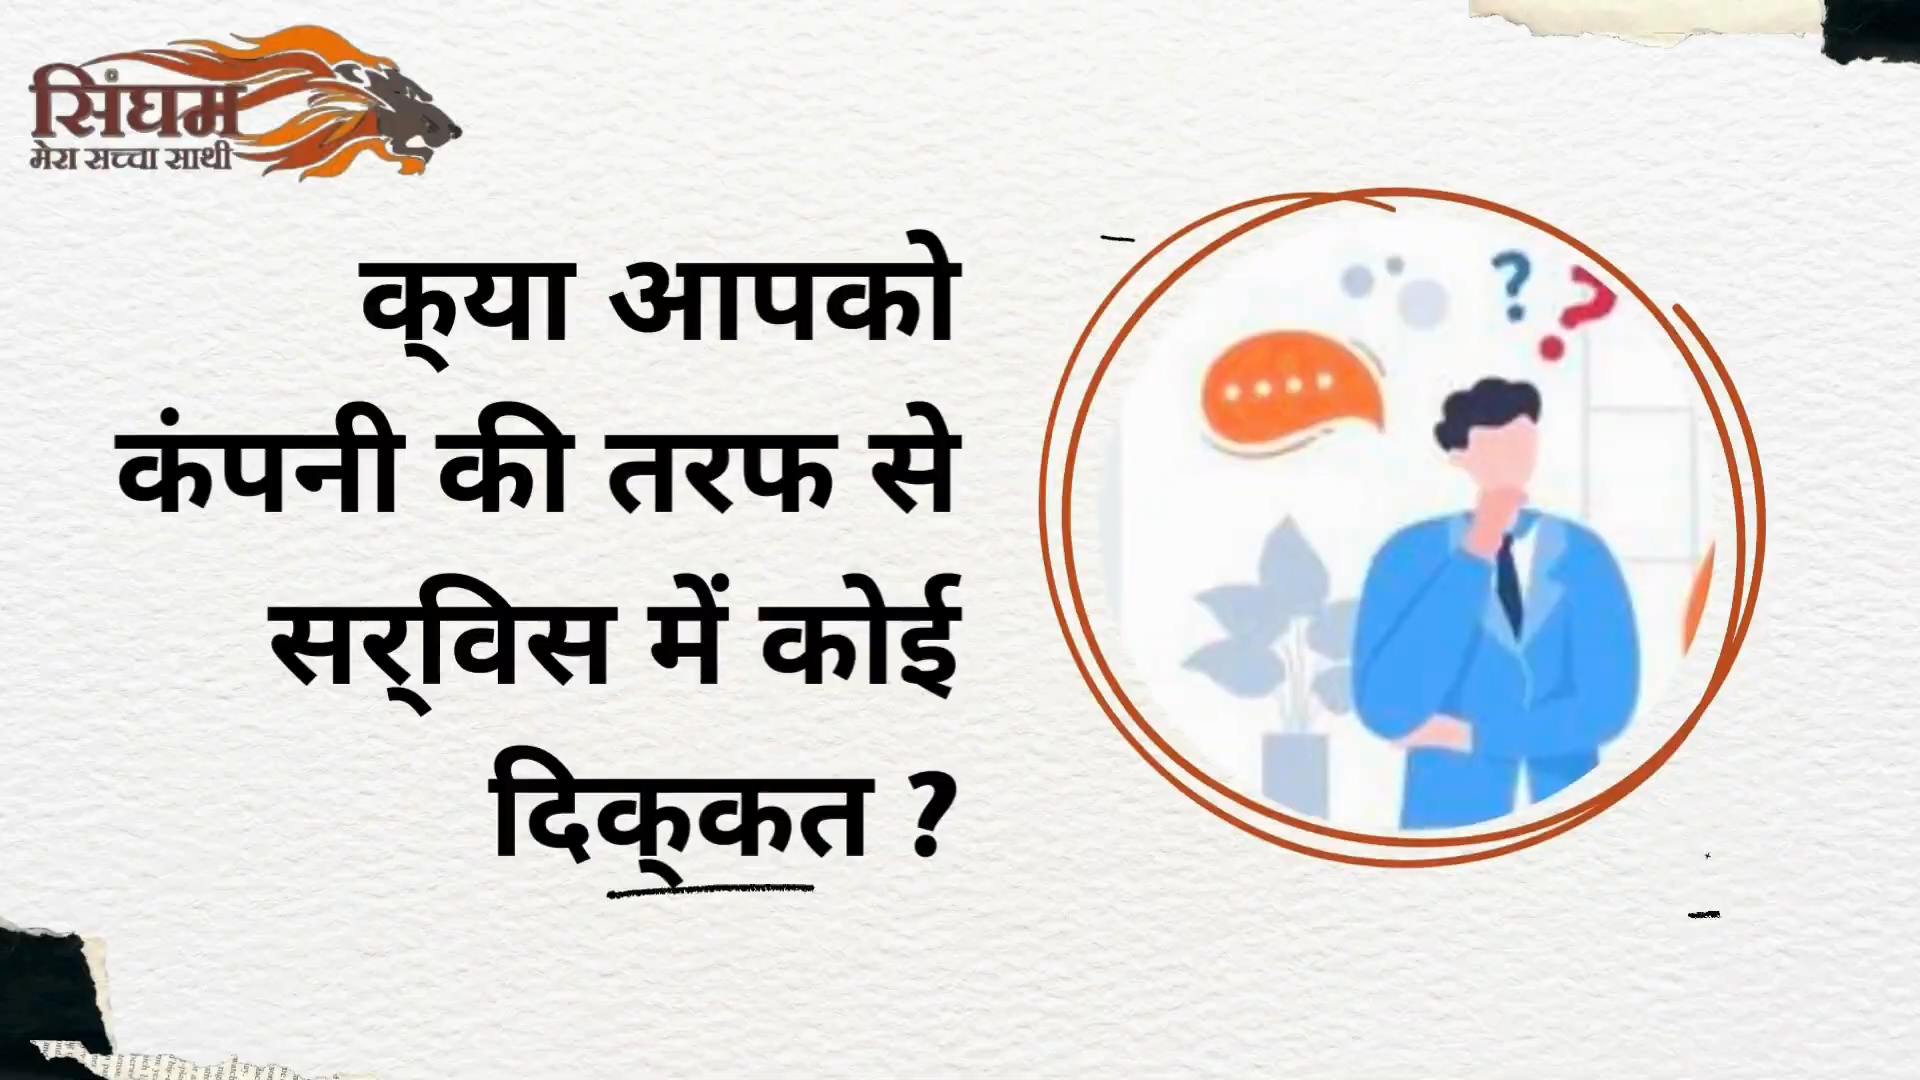 सिंघम
मेरा सच्चा साथी
क्या आपको
कंपनी की तरफ से
सर्विस में कोई
दिक्कत ?